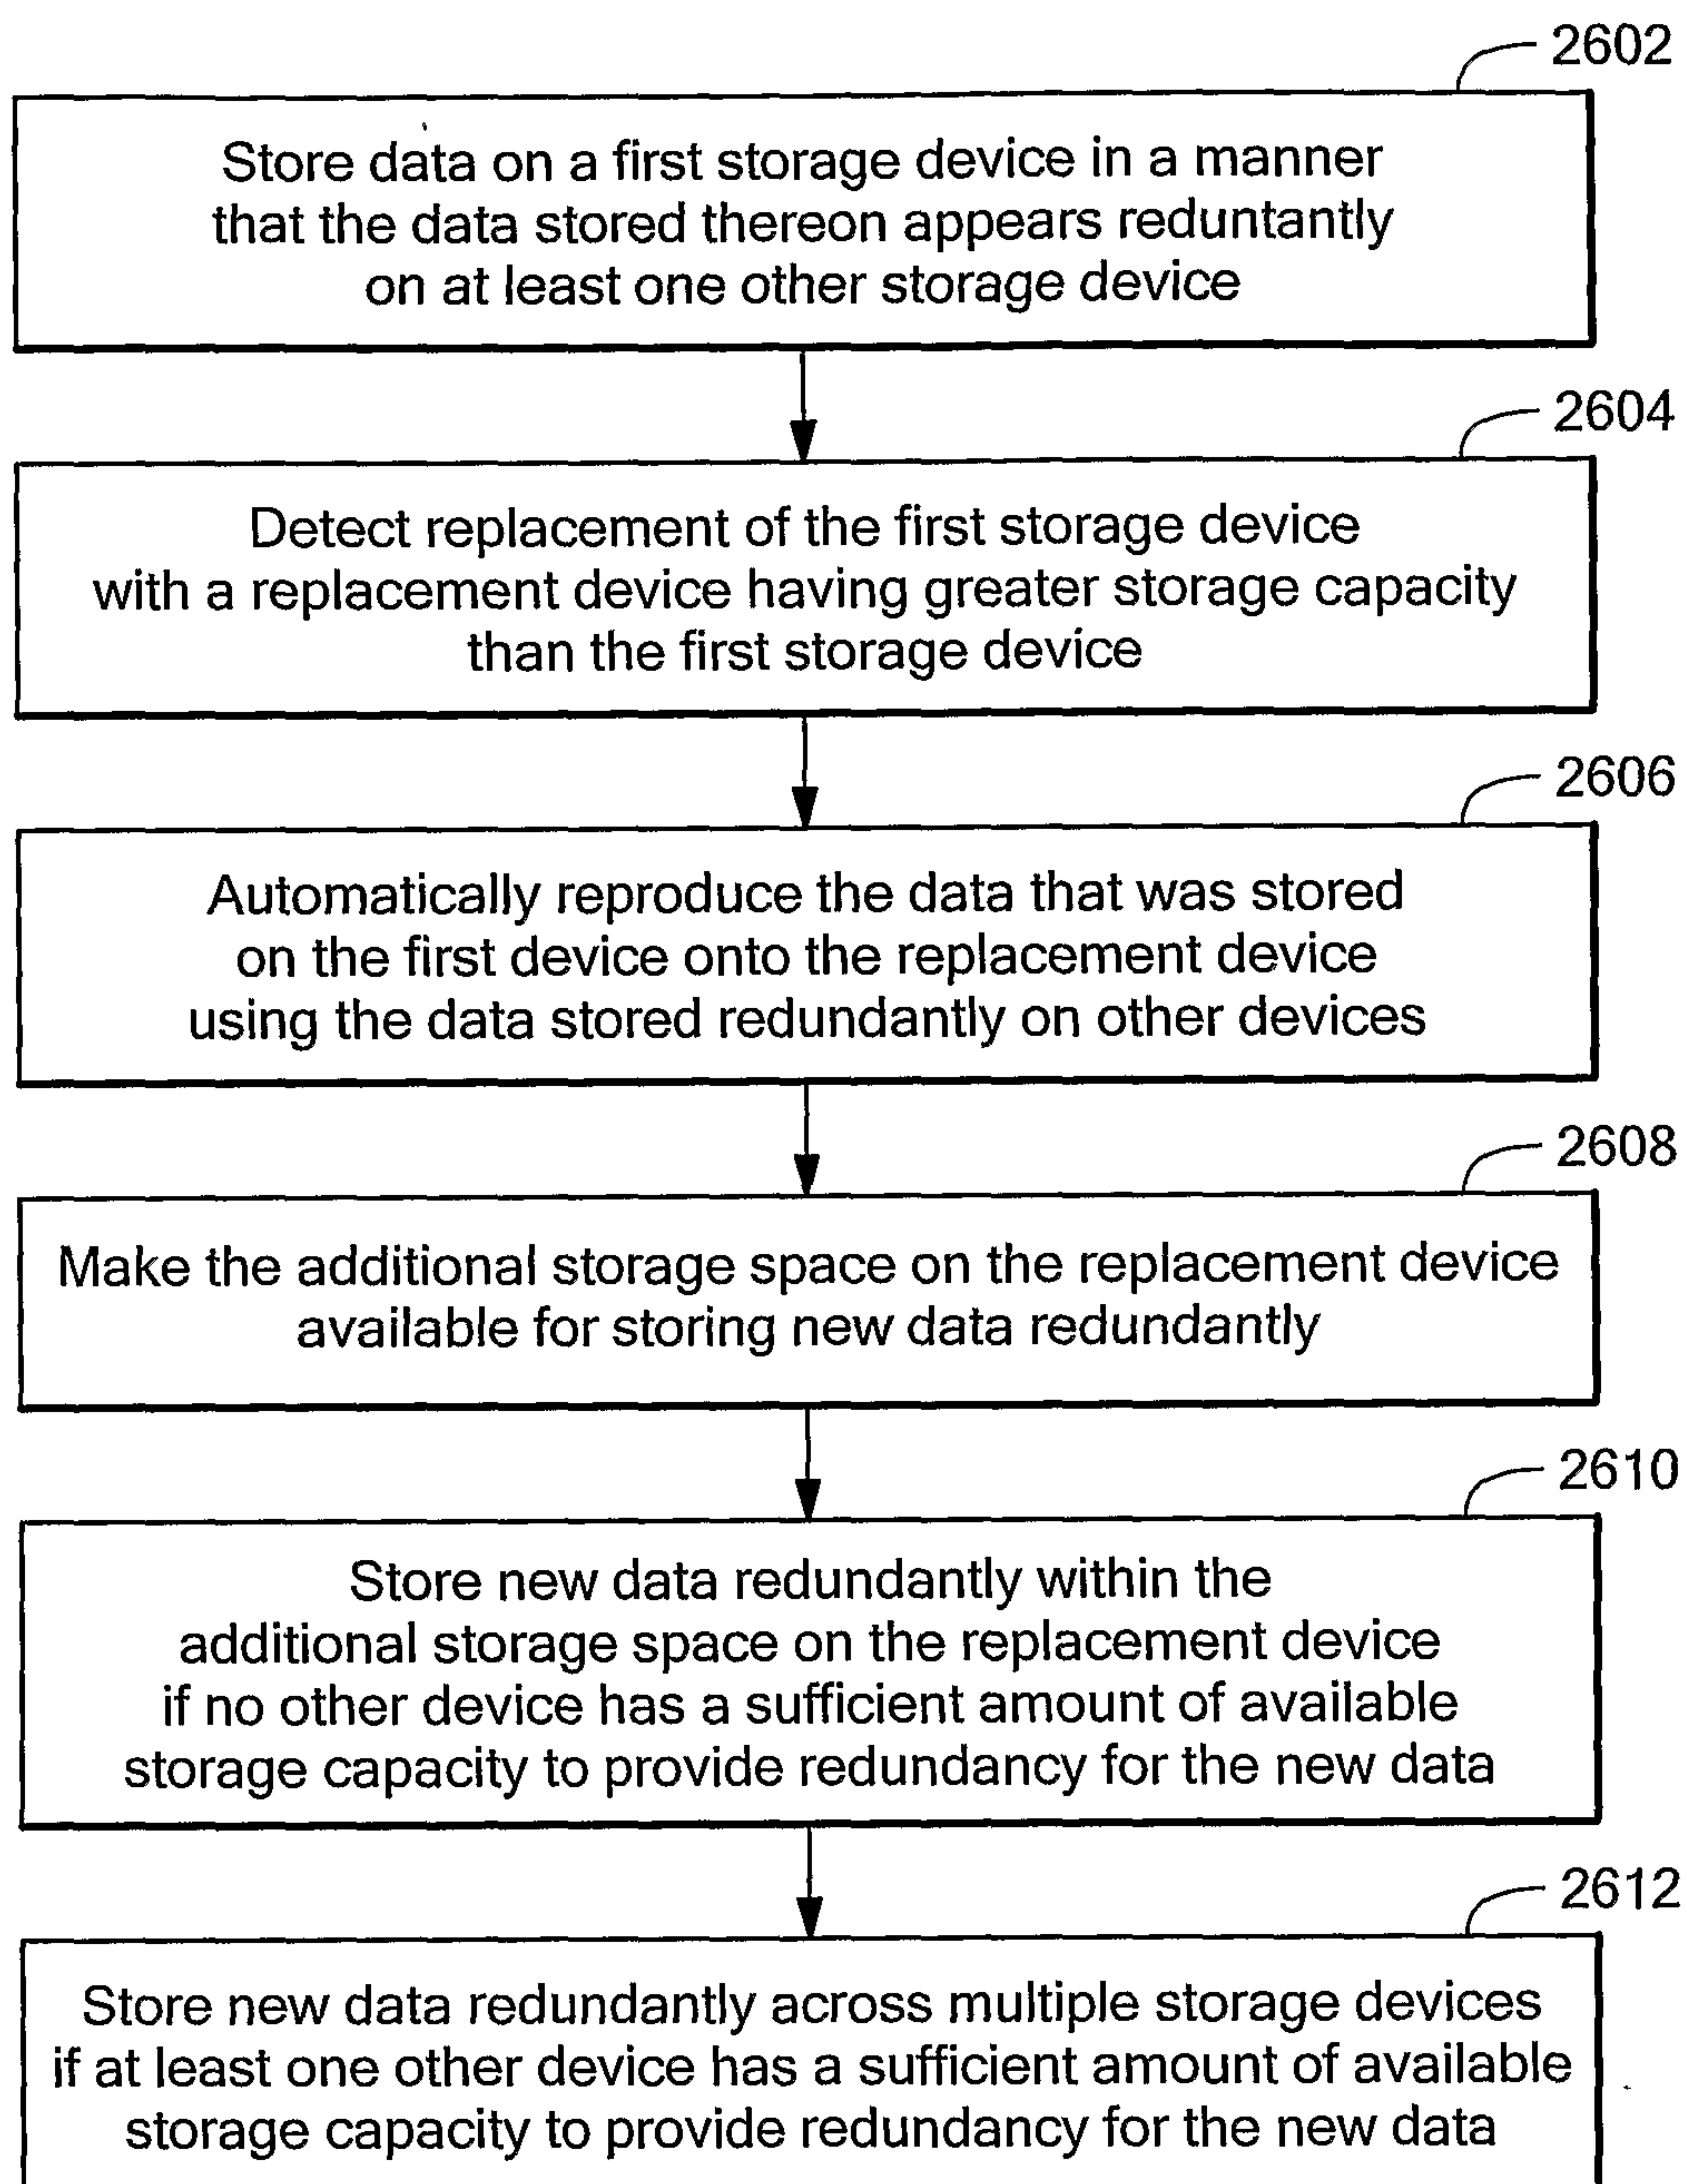 2602
Store data on a first storage device in a manner
that the data stored thereon appears reduntantly
on at least one other storage device
2604
Detect replacement of the first storage device
with a replacement device having greater storage capacity
than the first storage device
2606
Automatically reproduce the data that was stored
on the first device onto the replacement device
using the data stored redundantly on other devices
2608
Make the additional storage space on the replacement device
available for storing new data redundantly
2610
Store new data redundantly within the
additional storage space on the replacement device
if no other device has a sufficient amount of available
storage capacity to provide redundancy for the new data
2612
Store new data redundantly across multiple storage devices
if at least one other device has a sufficient amount of available
storage capacity to provide redundancy for the new data